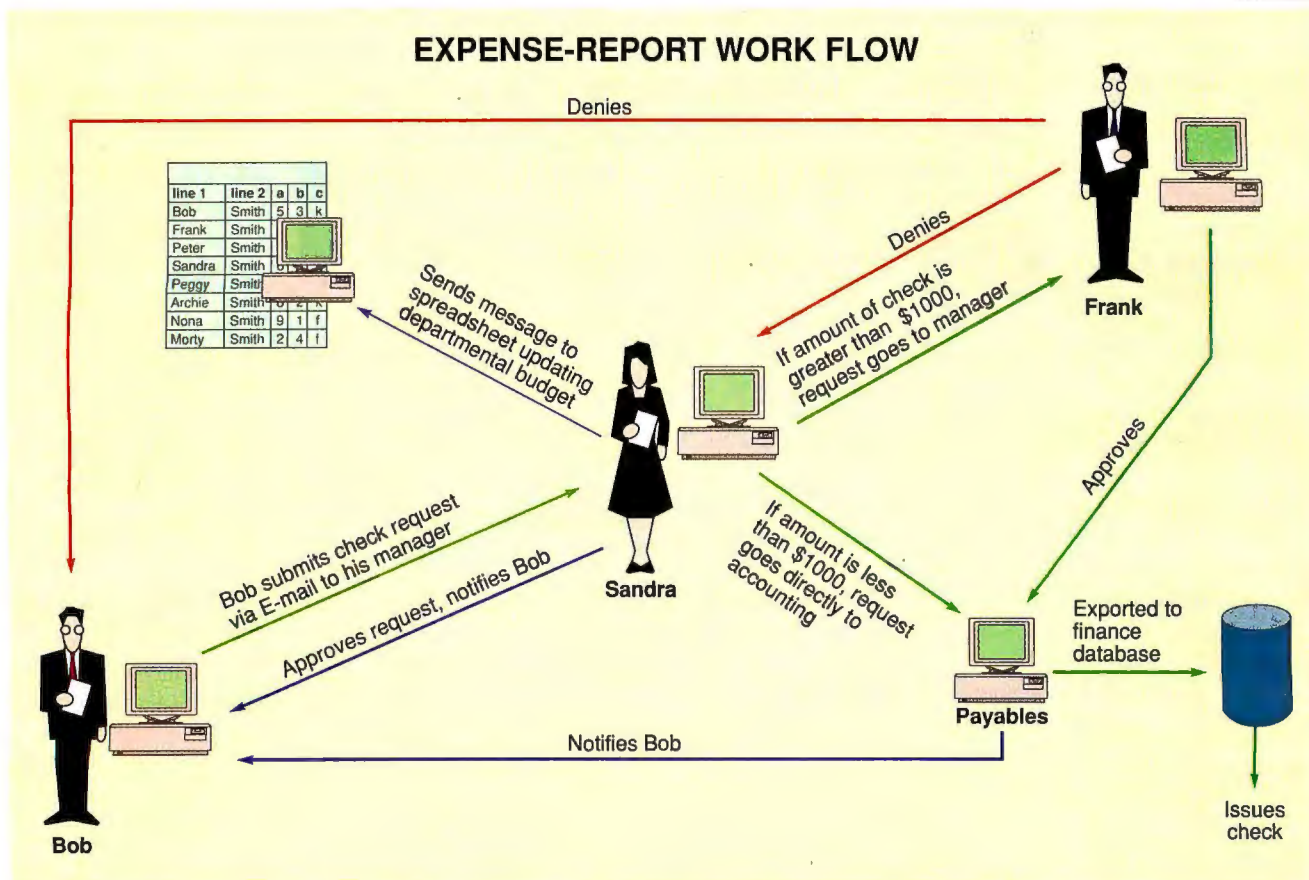 EXPENSE-REPORT WORK FLOW
Denies
line 1 line 2 a b c
Bob Smith 5 3 k
Frank Smith
Peter Smith
Sandra Smith
Peggy Smith
Archie Smith
Nona Smith 9 1 f
Morty Smith 2 4 f
Sends message to
spreadsheet updating
departmental budget
Denies
If amount of check is
greater than $1000,
request goes to manager
Frank
Approves
Bob submits check request
via E-mail to his manager
Approves request, notifies Bob
Sandra
If amount is less
than $1000, request
goes directly to
accounting
Exported to
finance
database
Payables
Notifies Bob
Issues
check
Bob